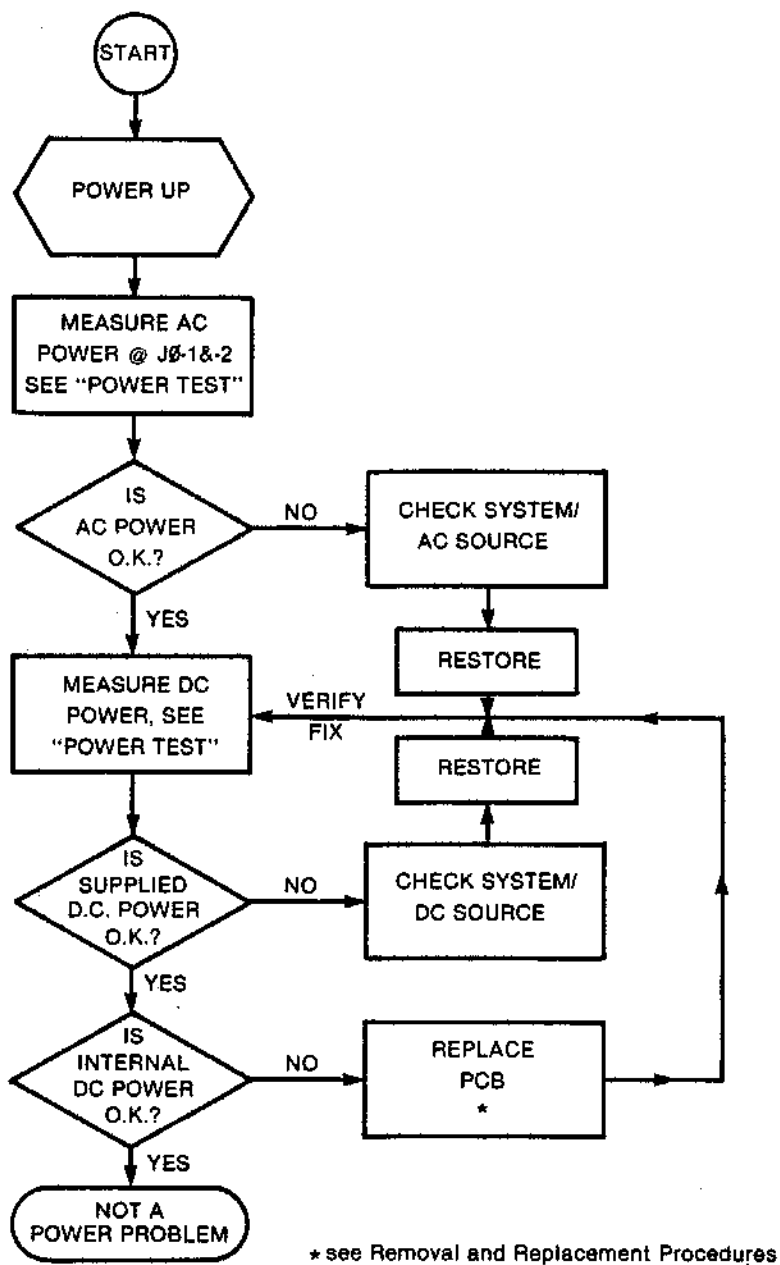 START
POWER UP
MEASURE AC
POWER @ JØ-1&-2
SEE “POWER TEST”
IS
AC POWER
O.K.?
NO
CHECK SYSTEM/
AC SOURCE
YES
RESTORE
MEASURE DC
POWER, SEE
“POWER TEST”
VERIFY
FIX
RESTORE
IS
SUPPLIED
D.C. POWER
O.K.?
NO
CHECK SYSTEM/
DC SOURCE
YES
IS
INTERNAL
DC POWER
O.K.?
NO
REPLACE
PCB
*
YES
NOT A
POWER PROBLEM
* see Removal and Replacement Procedures